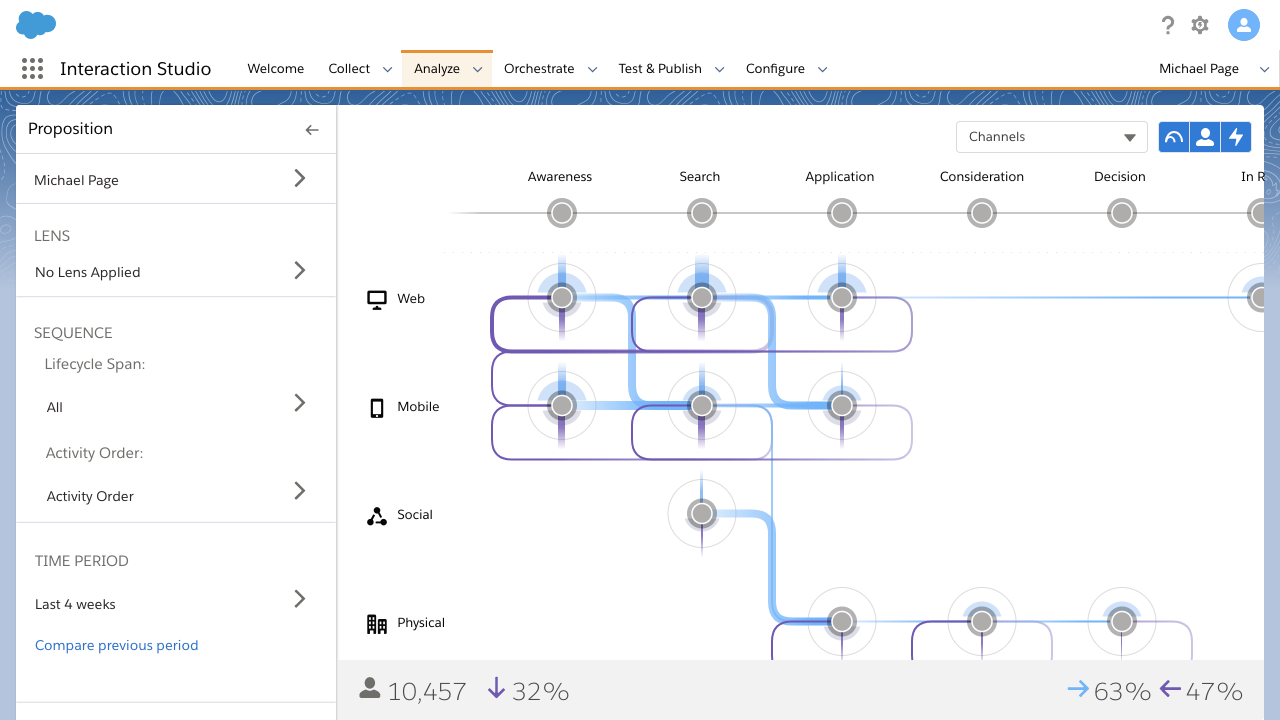 Interaction Studio Welcome Collect Analyze Orchestrate Test & Publish Configure Michael Page
Proposition
Michael Page
LENS
No Lens Applied
SEQUENCE
Lifecycle Span:
All
Activity Order:
Activity Order
TIME PERIOD
Last 4 weeks
Compare previous period
Channels
Awareness Search Application Consideration Decision In R
Web
Mobile
Social
Physical
10,457 32% 63% 47%